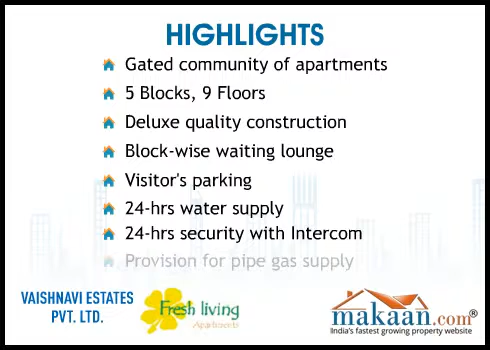 HIGHLIGHTS
Gated community of apartments
5 Blocks, 9 Floors
Deluxe quality construction
Block-wise waiting lounge
Visitor's parking
24-hrs water supply
24-hrs security with Intercom
Provision for pipe gas supply
VAISHNAVI ESTATES
PVT. LTD.
Fresh living
Apartments
makaan.com®
India's fastest growing property website